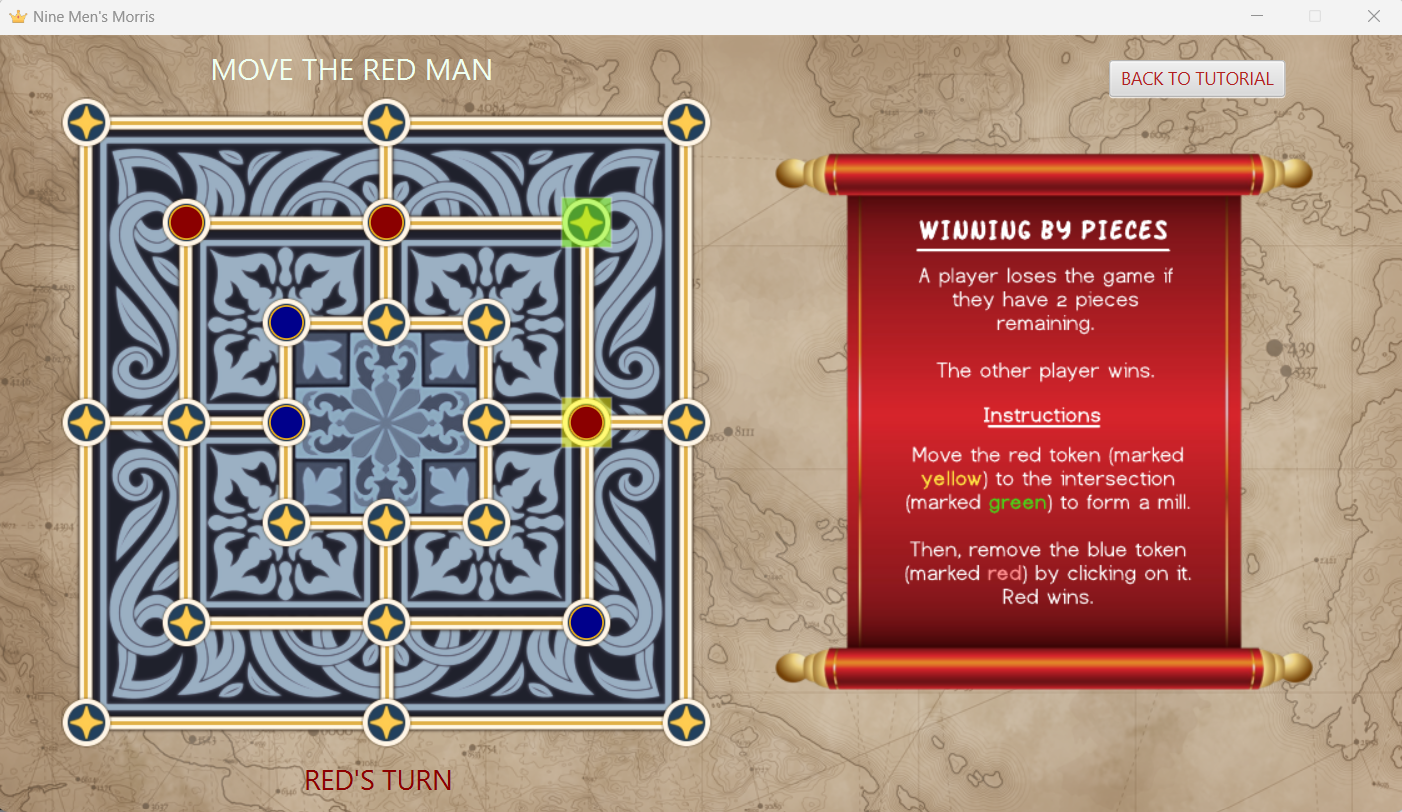 Nine Men's Morris
MOVE THE RED MAN
BACK TO TUTORIAL
WINNING BY PIECES
A player loses the game if
they have 2 pieces
remaining.
The other player wins.
Instructions
Move the red token (marked
yellow) to the intersection
(marked green) to form a mill.
Then, remove the blue token
(marked red) by clicking on it.
Red wins.
RED'S TURN
4084
439
8111